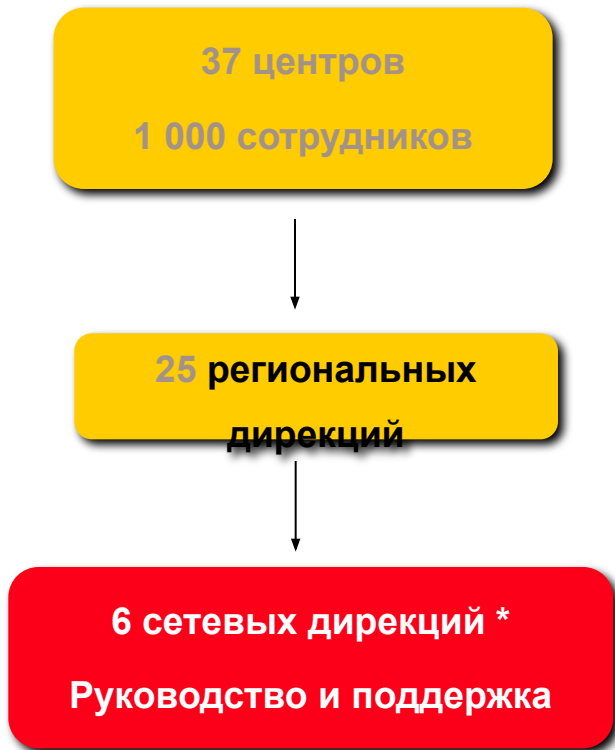 37 центров
1 000 сотрудников
25 региональных
дирекций
6 сетевых дирекций *
Руководство и поддержка